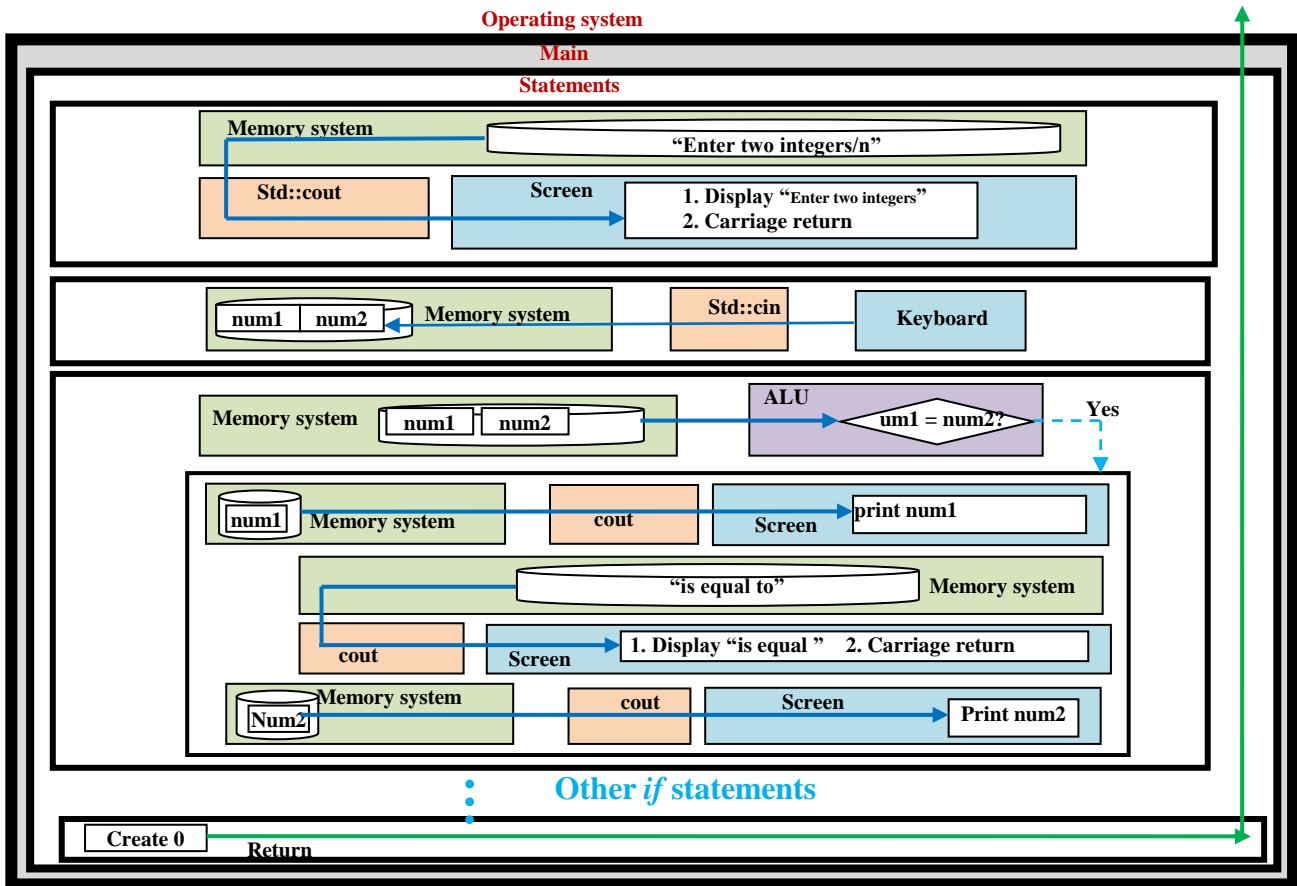 Operating system
Main
Statements
Memory system
“Enter two integers/n”
Std::cout
Screen
1. Display “Enter two integers”
2. Carriage return
num1 num2
Memory system
Std::cin
Keyboard
Memory system
num1 num2
ALU
um1 = num2?
Yes
num1
Memory system
cout
Screen
print num1
“is equal to”
Memory system
cout
Screen
1. Display “is equal ” 2. Carriage return
Memory system
Num2
cout
Screen
Print num2
Other if statements
Create 0
Return